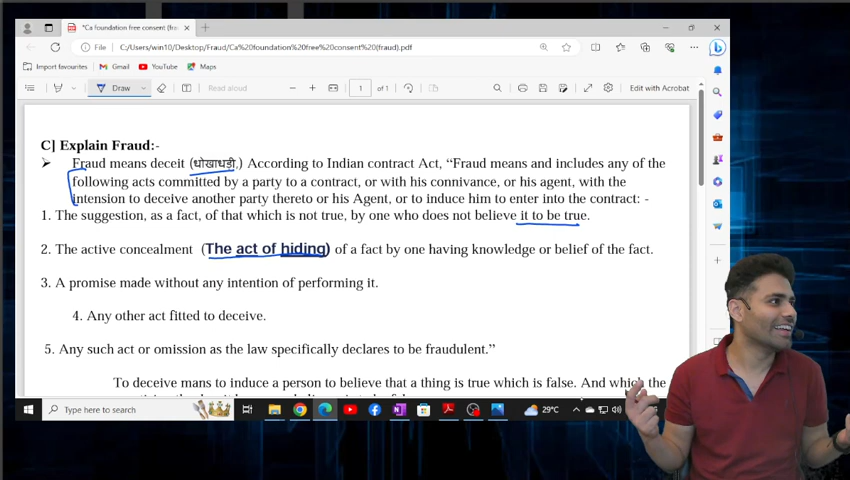 *Ca foundation free consent (frau
File
C:/Users/win10/Desktop/Fraud/Ca%20foundation%20free%20consent%20(fraud).pdf
Import favourites
Gmail
YouTube
Maps
Draw
Read aloud
1
of 1
Edit with Acrobat
C] Explain Fraud:-
➢ Fraud means deceit (धोखाधड़ी,) According to Indian contract Act, “Fraud means and includes any of the
following acts committed by a party to a contract, or with his connivance, or his agent, with the
intension to deceive another party thereto or his Agent, or to induce him to enter into the contract: -
1. The suggestion, as a fact, of that which is not true, by one who does not believe it to be true.
2. The active concealment (The act of hiding) of a fact by one having knowledge or belief of the fact.
3. A promise made without any intention of performing it.
4. Any other act fitted to deceive.
5. Any such act or omission as the law specifically declares to be fraudulent.”
To deceive mans to induce a person to believe that a thing is true which is false. And which the
Type here to search
29°C